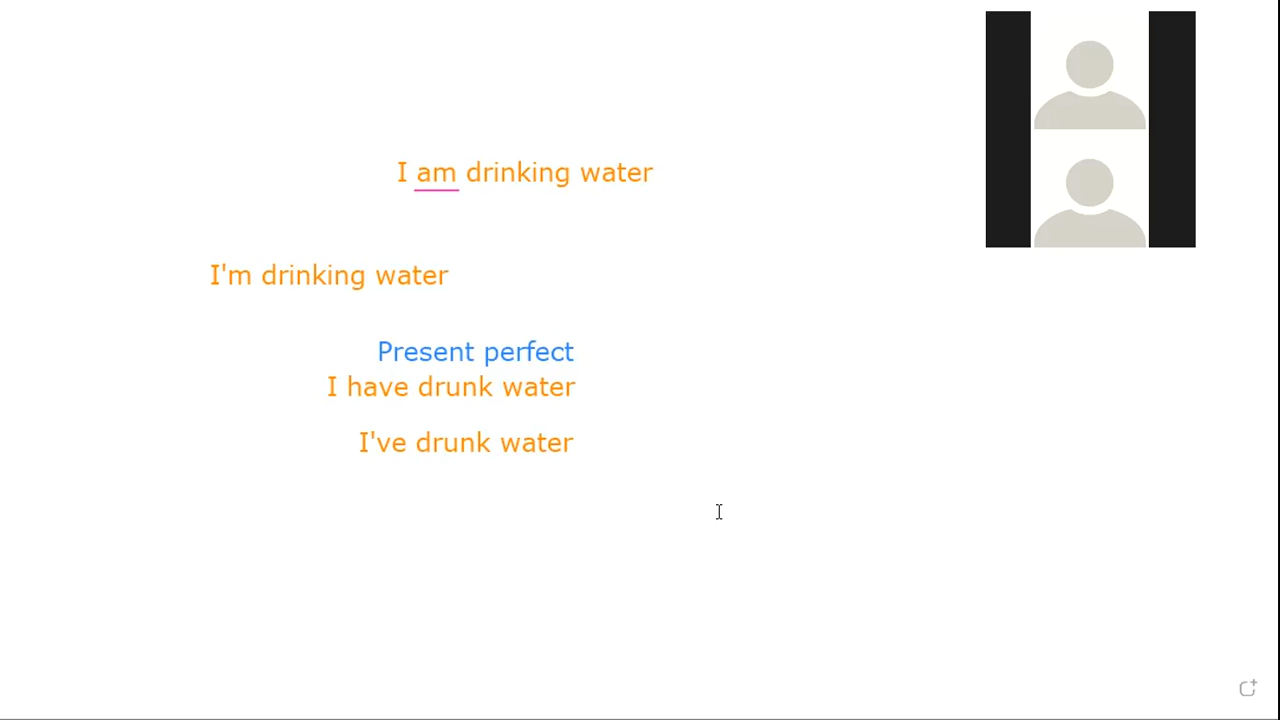 I am drinking water
I'm drinking water
Present perfect
I have drunk water
I've drunk water